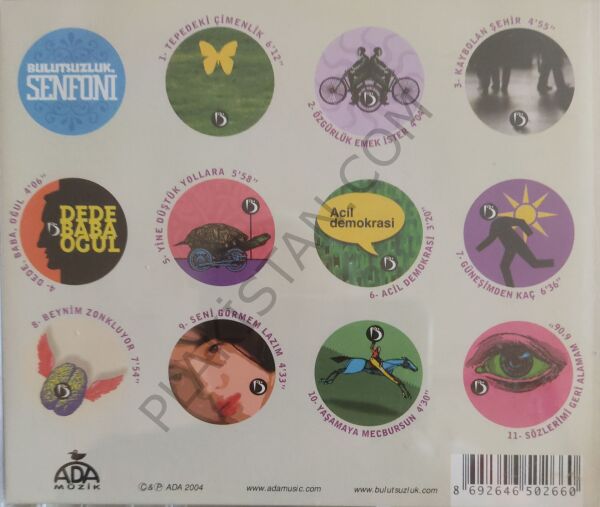 BULUTSUZLUK
SENFONİ
1- TEPEDEKİ ÇİMENLİK 6'12"
2- ÖZGÜRLÜK EMEK İSTER 4'04"
3- KAYBOLAN ŞEHİR 4'55"
4- DEDE, BABA, OĞUL 4'06"
DEDE
BABA
OĞUL
5- YİNE DÜŞTÜK YOLLARA 5'58"
Acil
demokrasi
6- ACİL DEMOKRASİ 3'20"
7- GÜNEŞİMDEN KAÇ 6'36"
8- BEYNİM ZONKLUYOR 7'54"
9- SENİ GÖRMEM LAZIM 4'33"
10- YAŞAMAYA MECBURSUN 4'30"
11- SÖZLERİMİ GERİ ALAMAM 6'06"
ADA
MÜZİK
©&℗ ADA 2004
www.adamusic.com
www.bulutsuzluk.com
8 692646 502660
PLAKİSTAN.COM